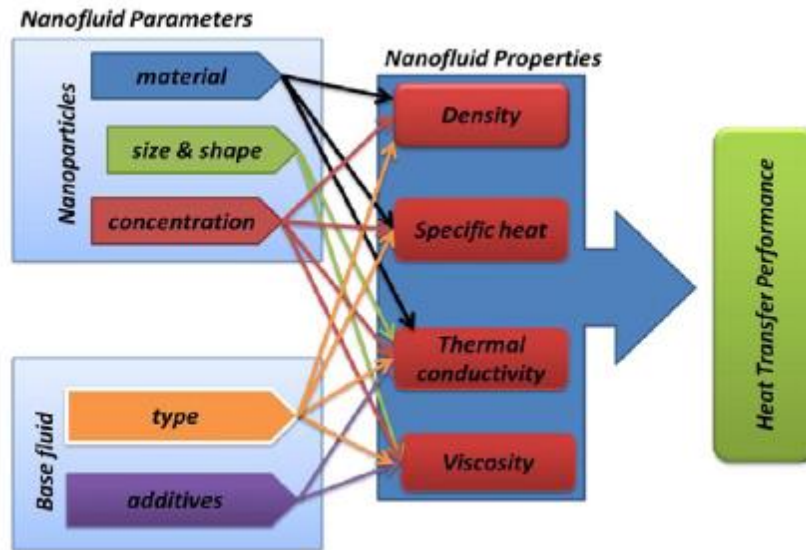 Nanofluid Parameters
Nanoparticles
material
size & shape
concentration
Base fluid
type
additives
Nanofluid Properties
Density
Specific heat
Thermal
conductivity
Viscosity
Heat Transfer Performance